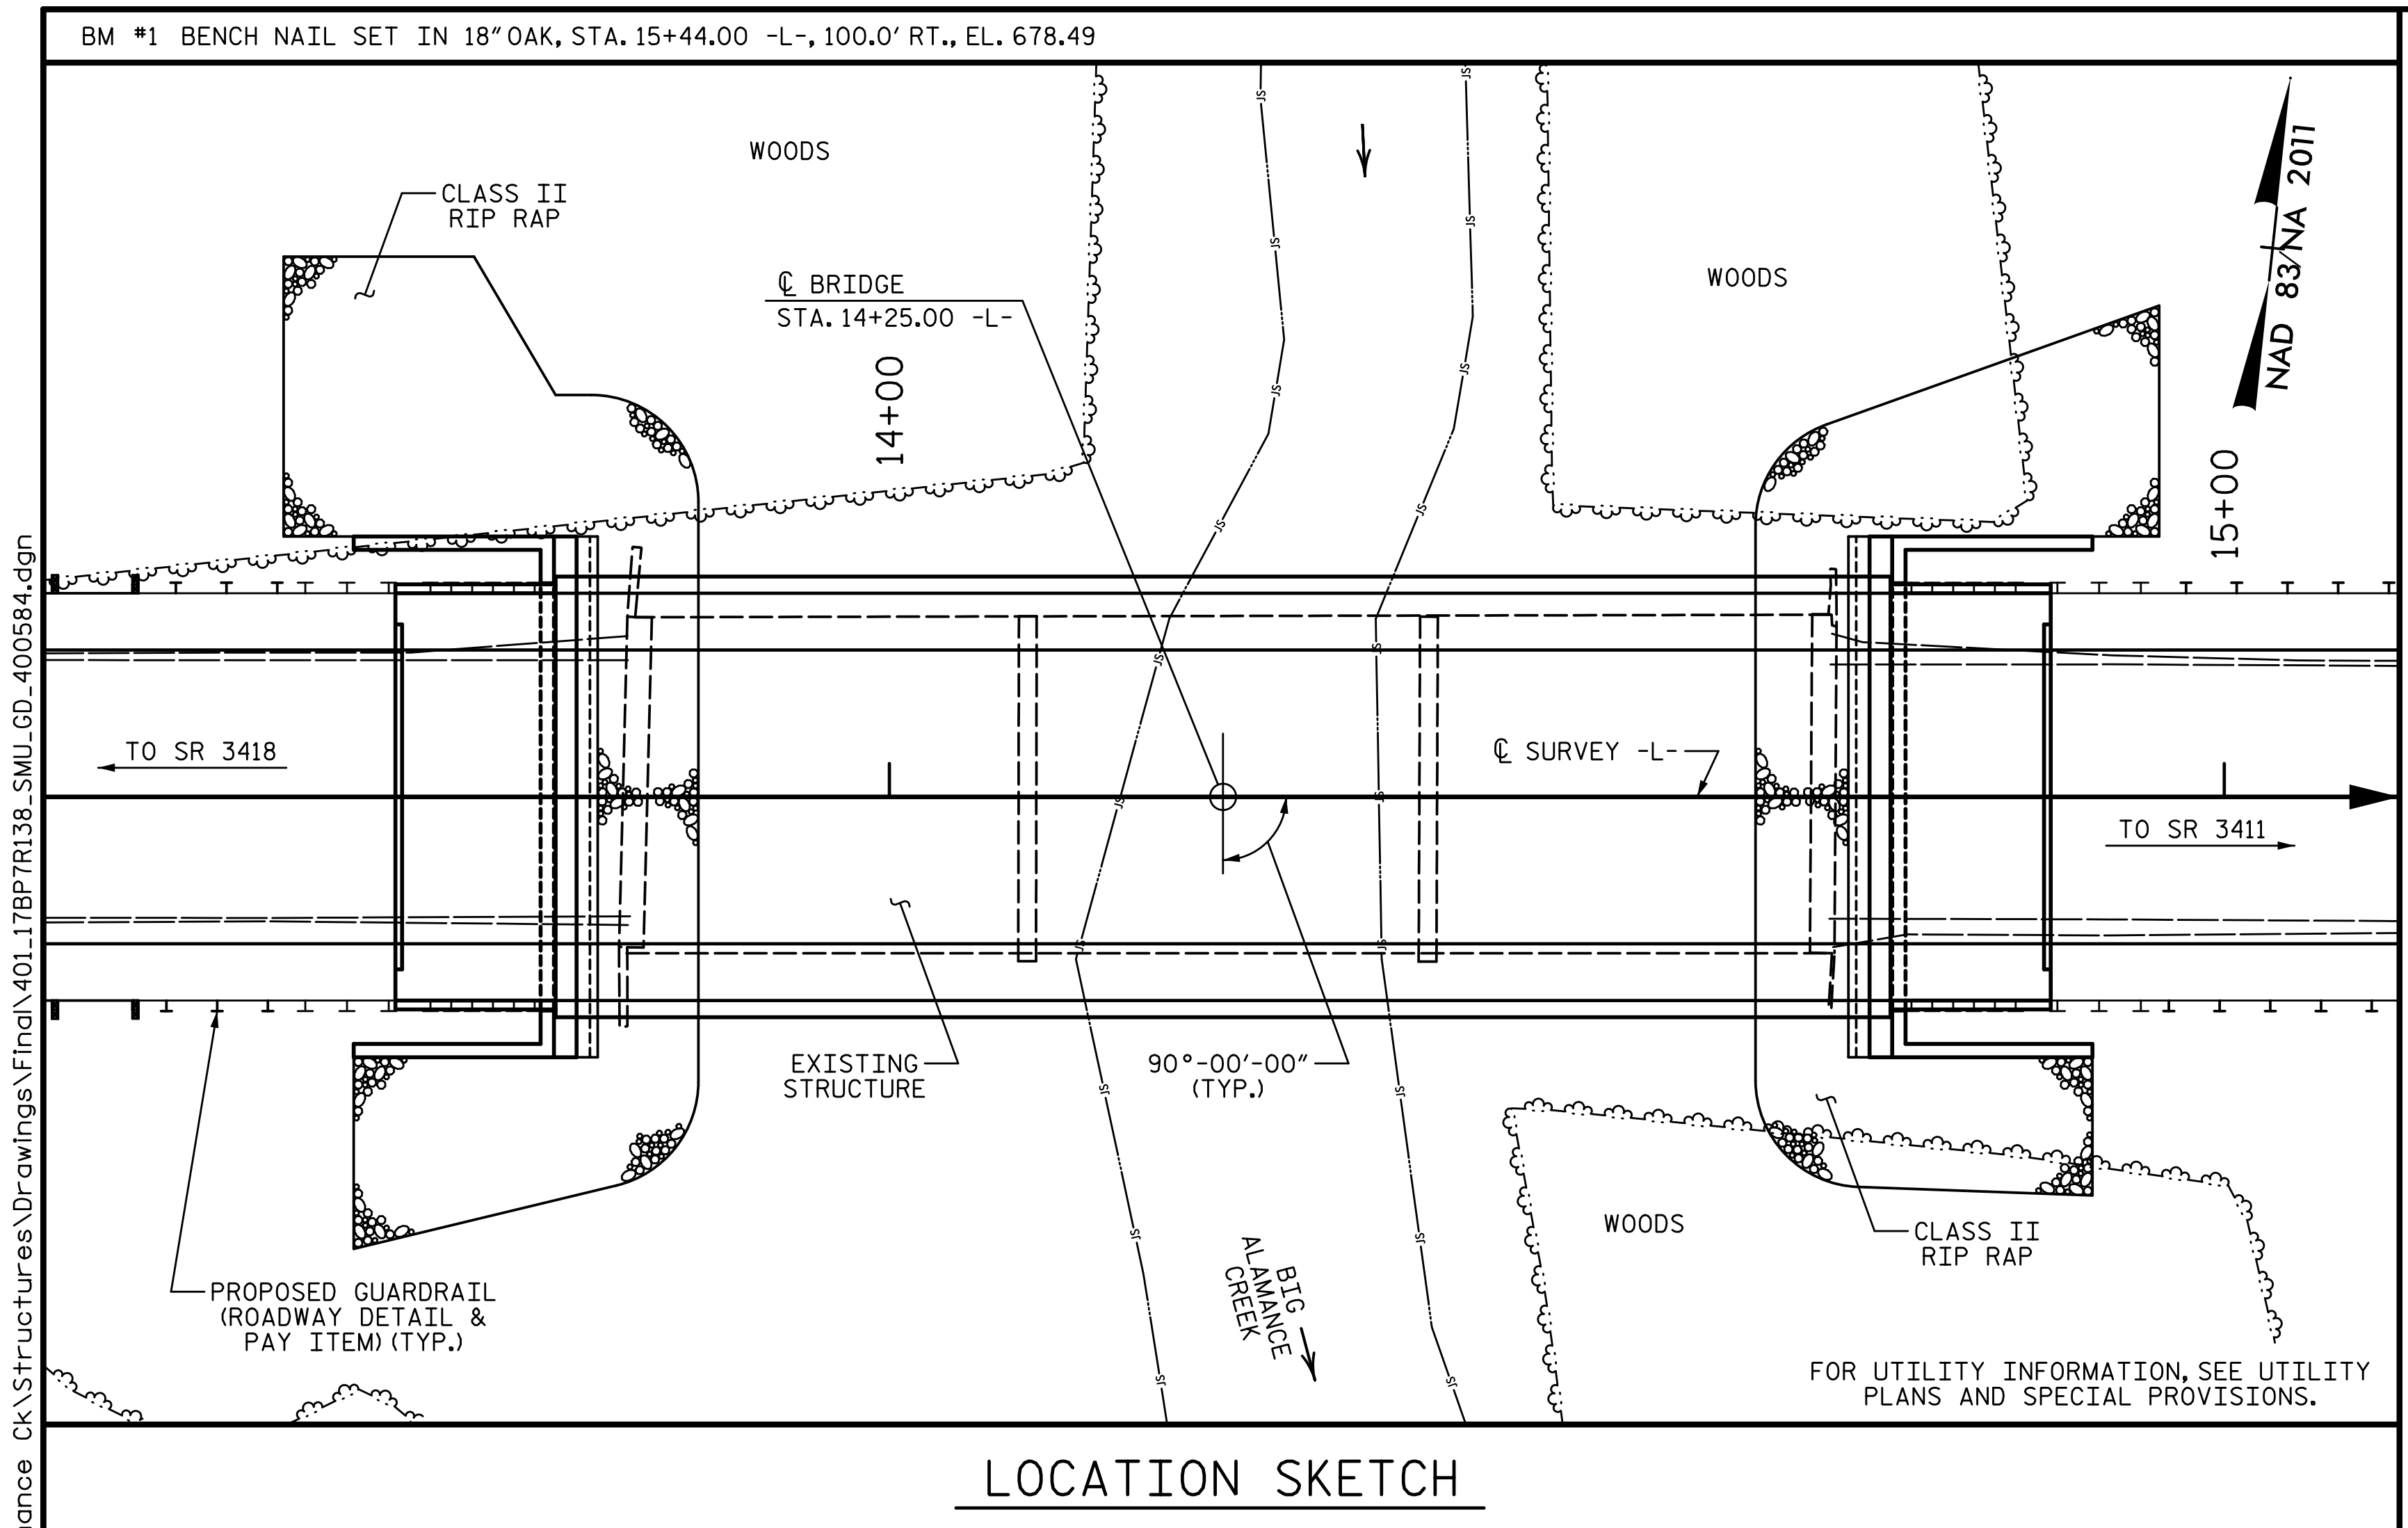 BM #1 BENCH NAIL SET IN 18" OAK, STA. 15+44.00 -L-, 100.0' RT., EL. 678.49
WOODS
CLASS II
RIP RAP
℄ BRIDGE
STA. 14+25.00 -L-
14+00
WOODS
NAD 83/NA 2011
15+00
TO SR 3418
℄ SURVEY -L-
TO SR 3411
EXISTING
STRUCTURE
90°-00'-00"
(TYP.)
WOODS
CLASS II
RIP RAP
BIG
ALAMANCE
CREEK
PROPOSED GUARDRAIL
(ROADWAY DETAIL &
PAY ITEM) (TYP.)
FOR UTILITY INFORMATION, SEE UTILITY
PLANS AND SPECIAL PROVISIONS.
LOCATION SKETCH
Ck\Structures\Drawings\Final\401_17BP7R138_SMU_GD_400584.dgn